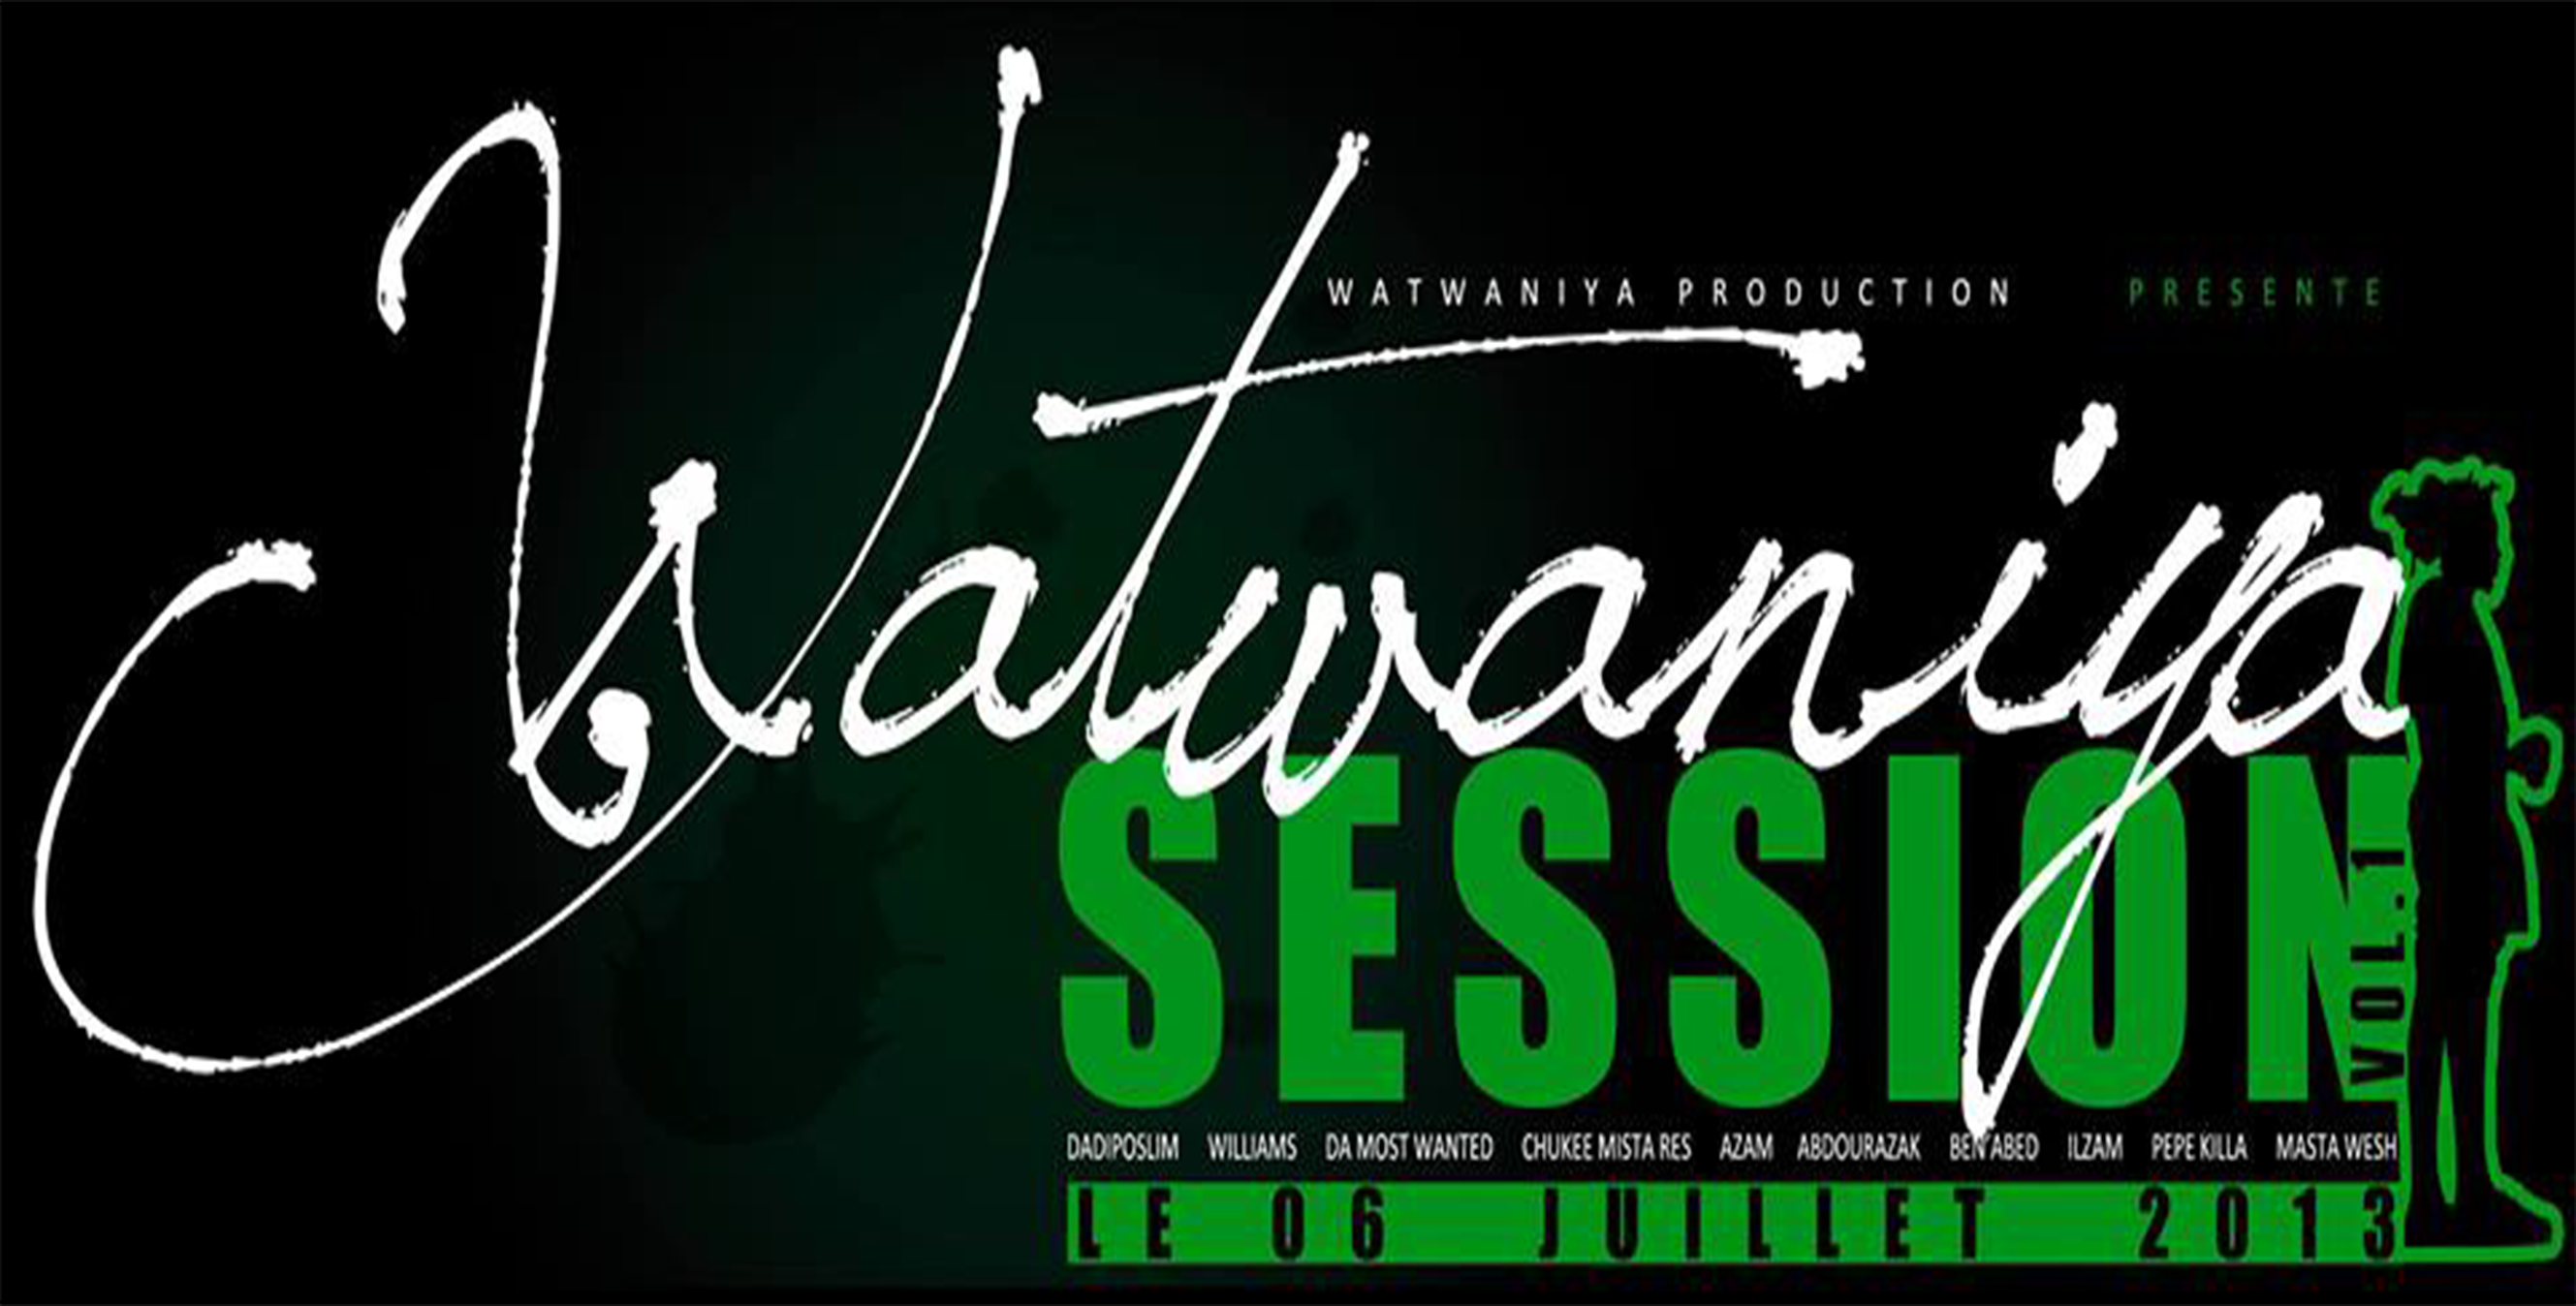 WATWANIYA PRODUCTION PRESENTE
Watwaniya
SESSION
VOL.1
DADIPOSLIM WILLIAMS DA MOST WANTED CHUKEE MISTA RES AZAM ABDOURAZAK BEN ABED ILZAM PEPE KILLA MASTA WESH
LE 06 JUILLET 2013